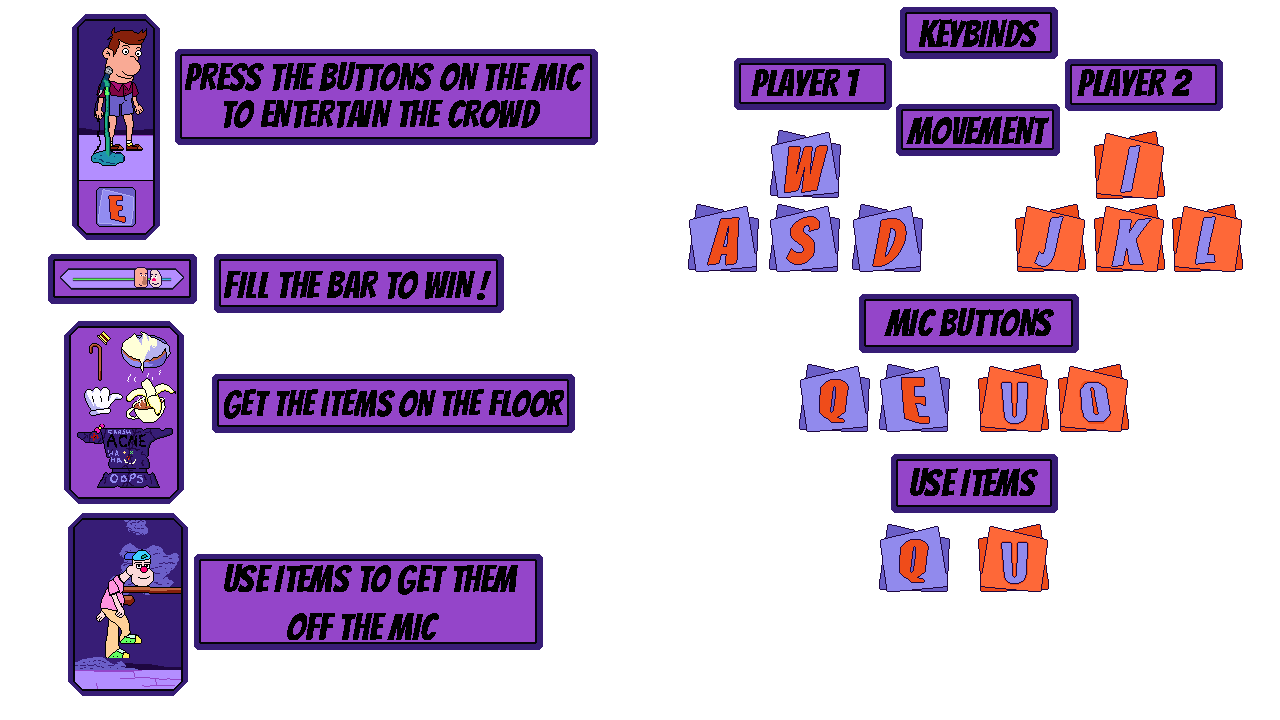 PRESS THE BUTTONS ON THE MIC
TO ENTERTAIN THE CROWD
E
FILL THE BAR TO WIN!
GET THE ITEMS ON THE FLOOR
ACME
OOPS
USE ITEMS TO GET THEM
OFF THE MIC
KEYBINDS
PLAYER 1
PLAYER 2
MOVEMENT
W
I
A S D
J K L
MIC BUTTONS
Q E U O
USE ITEMS
Q U